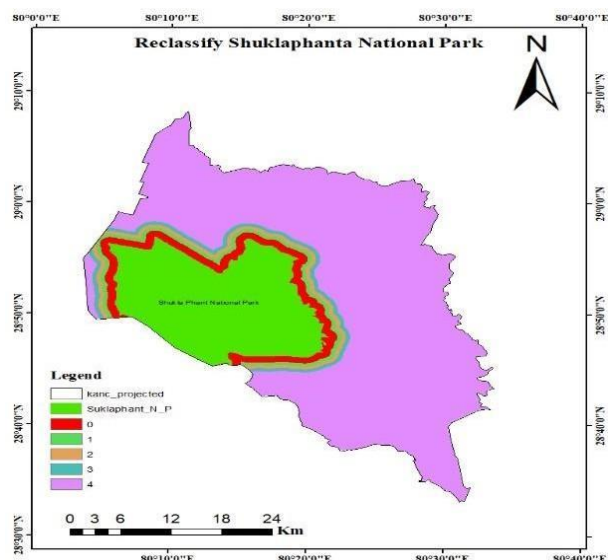 80°0'0"E 80°10'0"E 80°20'0"E 80°30'0"E 80°40'0"E
Reclassify Shuklaphanta National Park
N
29°10'0"N 29°10'0"N
29°0'0"N 29°0'0"N
Shukla Phant National Park
28°50'0"N 28°50'0"N
Legend
kanc_projected
Suklaphant_N_P
0
1
2
3
4
28°40'0"N 28°40'0"N
0 3 6 12 18 24
Km
28°30'0"N 28°30'0"N
80°10'0"E 80°20'0"E 80°30'0"E 80°40'0"E